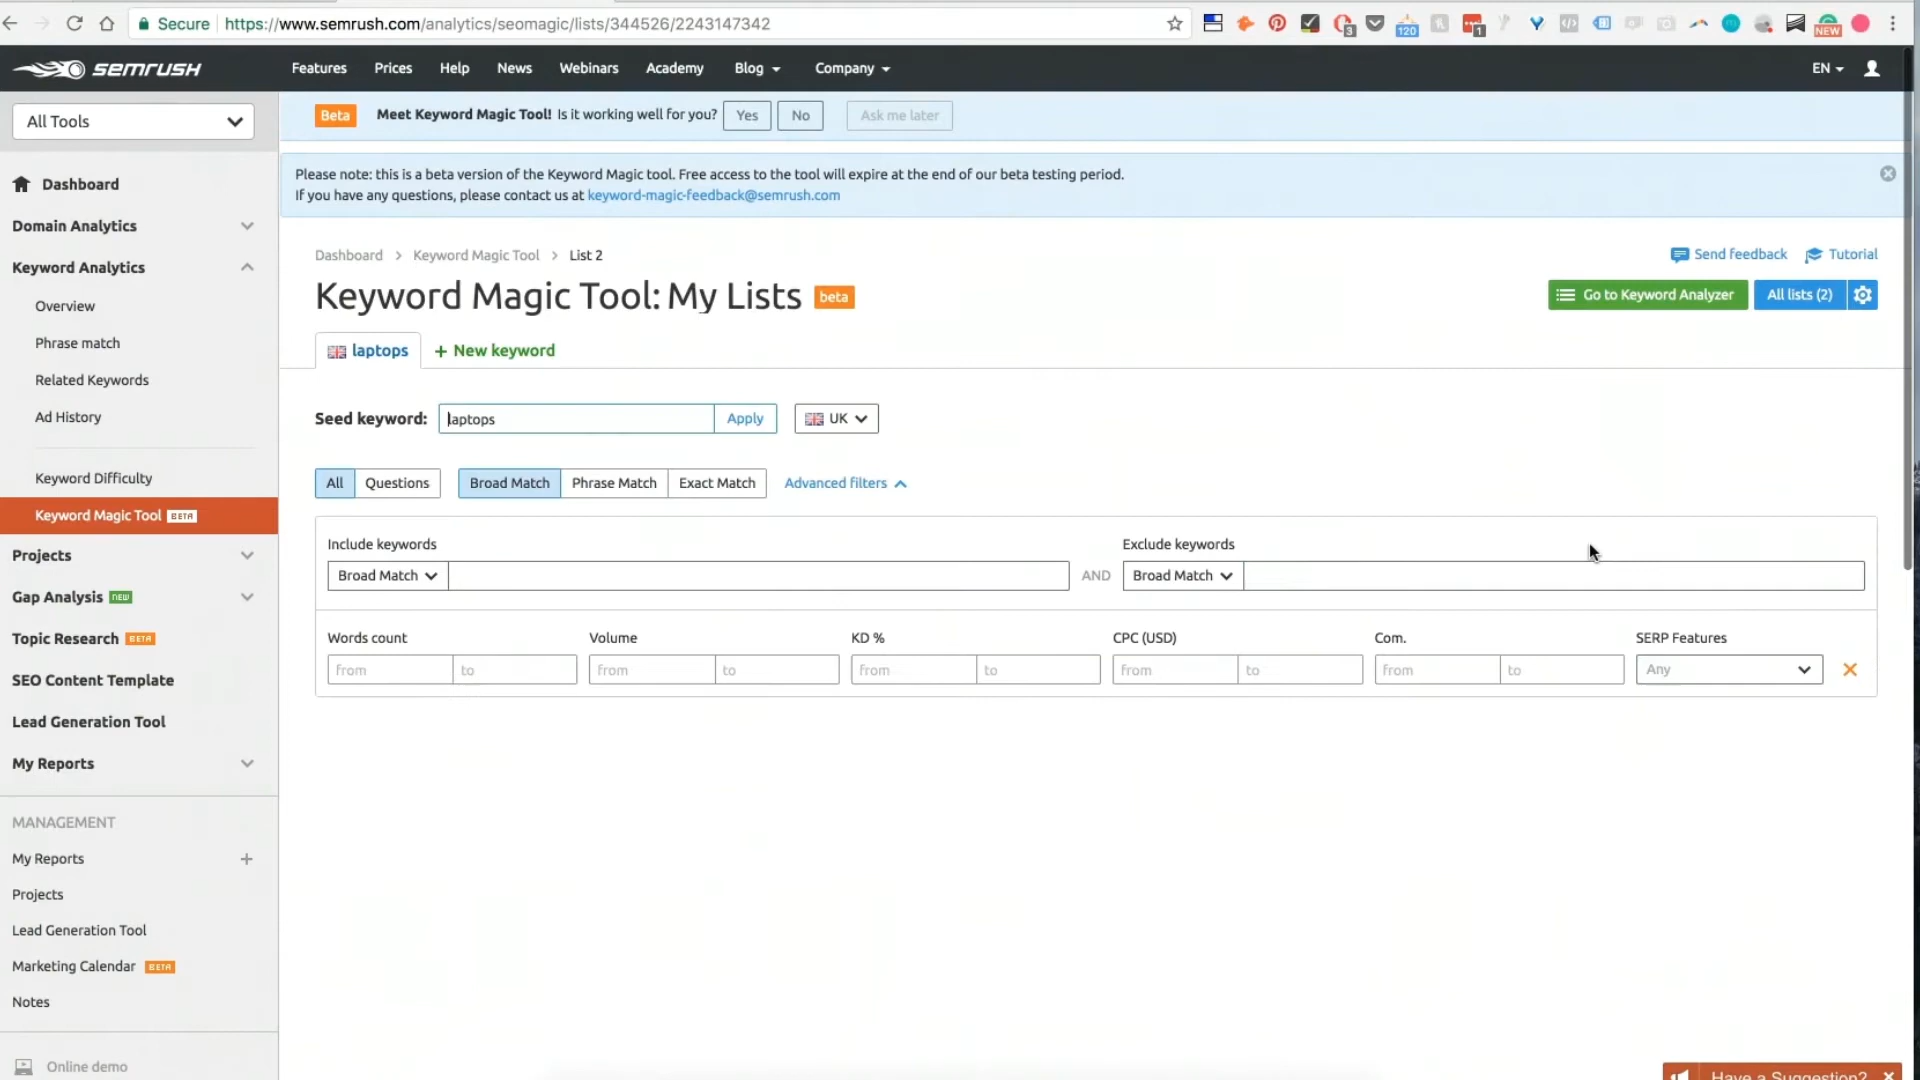 Secure https://www.semrush.com/analytics/seomagic/lists/344526/2243147342
3 120 1 NEW
SEMRUSH Features Prices Help News Webinars Academy Blog Company EN
All Tools
Beta Meet Keyword Magic Tool! Is it working well for you? Yes No Ask me later
Please note: this is a beta version of the Keyword Magic tool. Free access to the tool will expire at the end of our beta testing period.
If you have any questions, please contact us at keyword-magic-feedback@semrush.com
Dashboard
Domain Analytics
Keyword Analytics
Overview
Phrase match
Related Keywords
Ad History
Keyword Difficulty
Keyword Magic Tool BETA
Projects
Gap Analysis NEW
Topic Research BETA
SEO Content Template
Lead Generation Tool
My Reports
MANAGEMENT
My Reports +
Projects
Lead Generation Tool
Marketing Calendar BETA
Notes
Online demo
Dashboard > Keyword Magic Tool > List 2
Send feedback Tutorial
Keyword Magic Tool: My Lists beta
Go to Keyword Analyzer All lists (2)
laptops + New keyword
Seed keyword: laptops Apply UK
All Questions Broad Match Phrase Match Exact Match Advanced filters
Include keywords Exclude keywords
Broad Match AND Broad Match
Words count Volume KD % CPC (USD) Com. SERP Features
from to from to from to from to from to Any
Have a Suggestion? ×